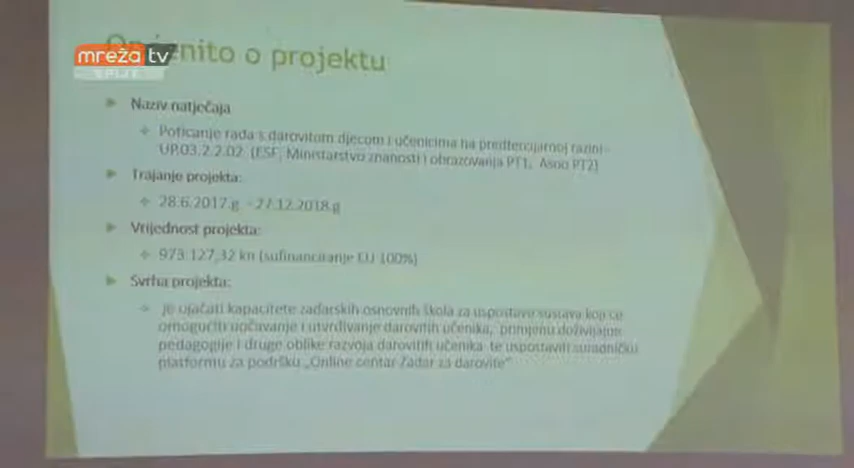 mreža tv
SRIJE
o projektu
Naziv natječaja
Poticanje rada s darovitom djecom i učenicima na predtercijarnoj razini -
UP.03.2.2.02 (ESF, Ministarstvo znanosti i obrazovanja PT1, Asoo PT2)
Trajanje projekta:
28.6.2017.g - 27.12.2018.g
Vrijednost projekta:
973.127,32 kn (sufinanciranje EU 100%)
Svrha projekta:
je ojačati kapacitete zadarskih osnovnih škola za uspostavu sustava koji će
omogućiti uočavanje i utvrđivanje darovitih učenika, primjenu doživljajne
pedagogije i druge oblike razvoja darovitih učenika te uspostaviti suradničku
platformu za podršku „Online centar Zadar za darovite"